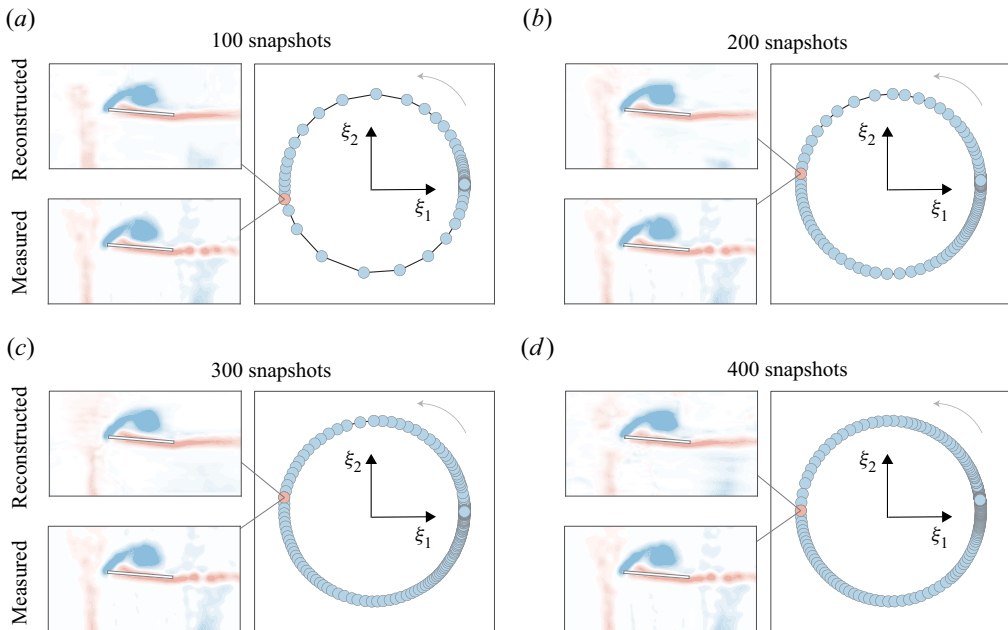 (a)
100 snapshots
Reconstructed
Measured
ξ2
ξ1
(b)
200 snapshots
ξ2
ξ1
(c)
300 snapshots
Reconstructed
Measured
ξ2
ξ1
(d)
400 snapshots
ξ2
ξ1